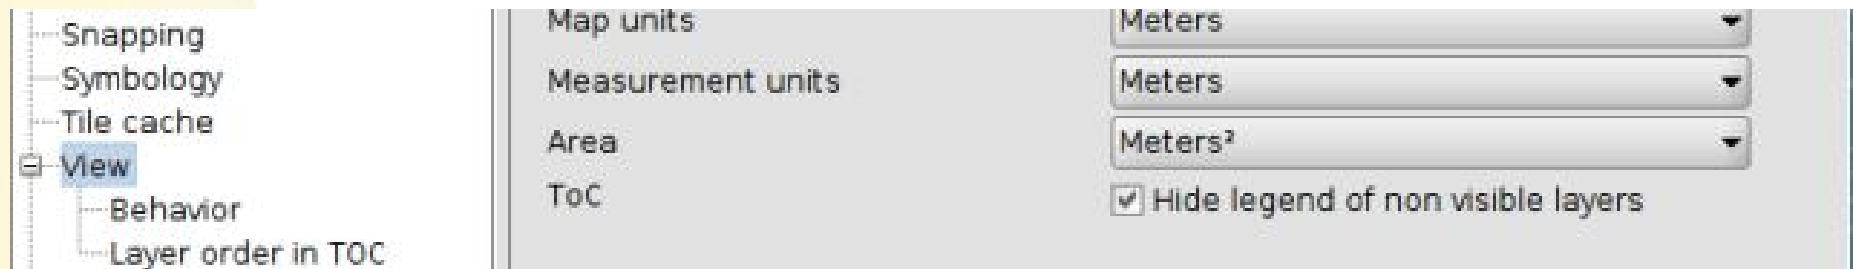 Snapping
Symbology
Tile cache
View
Behavior
Layer order in TOC
Map units Meters
Measurement units Meters
Area Meters²
ToC Hide legend of non visible layers